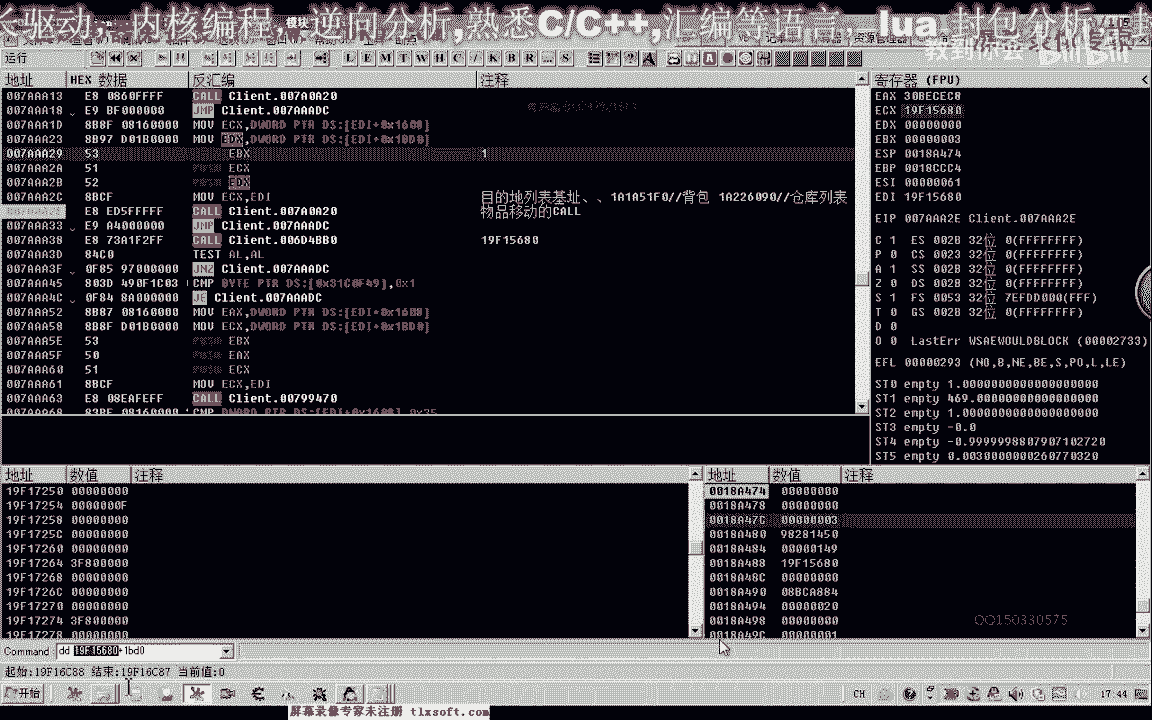 长驱动，内核编程，逆向分析,熟悉C/C++,汇编等语言， lua 封包分析
运行
L E M T W H C / K B R ... S
地址 HEX 数据 反汇编 注释
007AAA13 E8 0860FFFF CALL Client.007A0A20
007AAA18 E9 BF000000 JMP Client.007AAADC
007AAA1D 8B8F 08160000 MOV ECX,DWORD PTR DS:[EDI+0x1608]
007AAA23 8B97 D01B0000 MOV EDX,DWORD PTR DS:[EDI+0x1BD0]
007AAA29 53 EBX 1
007AAA2A 51 ECX
007AAA2B 52 EDX
007AAA2C 8BCF MOV ECX,EDI 目的地列表基址、、1A1A51F0//背包 1A226090//仓库列表
E8 ED5FFFFF CALL Client.007A0A20 物品移动的CALL
007AAA33 E9 A4000000 JMP Client.007AAADC
007AAA38 E8 73A1F2FF CALL Client.006D4BB0 19F15680
007AAA3D 84C0 TEST AL,AL
007AAA3F 0F85 97000000 JNZ Client.007AAADC
007AAA45 803D 490F1C03 CMP BYTE PTR DS:[0x31C0F49],0x1
007AAA4C 0F84 8A000000 JE Client.007AAADC
007AAA52 8B87 08160000 MOV EAX,DWORD PTR DS:[EDI+0x1608]
007AAA58 8B8F D01B0000 MOV ECX,DWORD PTR DS:[EDI+0x1BD0]
007AAA5E 53 EBX
007AAA5F 50 EAX
007AAA60 51 ECX
007AAA61 8BCF MOV ECX,EDI
007AAA63 E8 08EAFEFF CALL Client.00799470
007AAA68 83BF 08160000 CMP DWORD PTR DS:[EDI+0x1608],0x25
寄存器 (FPU)
EAX 30BECEC8
ECX 19F15680
EDX 00000000
EBX 00000003
ESP 0018A474
EBP 0018CCC4
ESI 00000061
EDI 19F15680
EIP 007AAA2E Client.007AAA2E
C 1 ES 002B 32位 0(FFFFFFFF)
P 0 CS 0023 32位 0(FFFFFFFF)
A 1 SS 002B 32位 0(FFFFFFFF)
Z 0 DS 002B 32位 0(FFFFFFFF)
S 1 FS 0053 32位 7EFDD000(FFF)
T 0 GS 002B 32位 0(FFFFFFFF)
D 0
O 0 LastErr WSAEWOULDBLOCK (00002733)
EFL 00000293 (NO,B,NE,BE,S,PO,L,LE)
ST0 empty 1.0000000000000000000
ST1 empty 469.00000000000000000
ST2 empty 1.0000000000000000000
ST3 empty -0.0
ST4 empty -0.9999998807907102720
ST5 empty 0.0030000000260770320
地址 数值 注释
19F17250 00000000
19F17254 0000000F
19F17258 00000000
19F1725C 00000000
19F17260 00000000
19F17264 3F800000
19F17268 00000000
19F1726C 00000000
19F17270 00000000
19F17274 3F800000
19F17278 00000000
地址 数值 注释
0018A474 00000000
0018A478 00000000
0018A47C 00000003
0018A480 98281450
0018A484 00000149
0018A488 19F15680
0018A48C 00000000
0018A490 08BCA884
0018A494 00000020
0018A498 00000000
0018A49C 00000001
QQ150330575
Command dd 19F15680+1bd0
起始:19F16C88 结束:19F16C87 当前值:0
开始
CH
17:44
屏幕录像专家未注册 tlxsoft.com